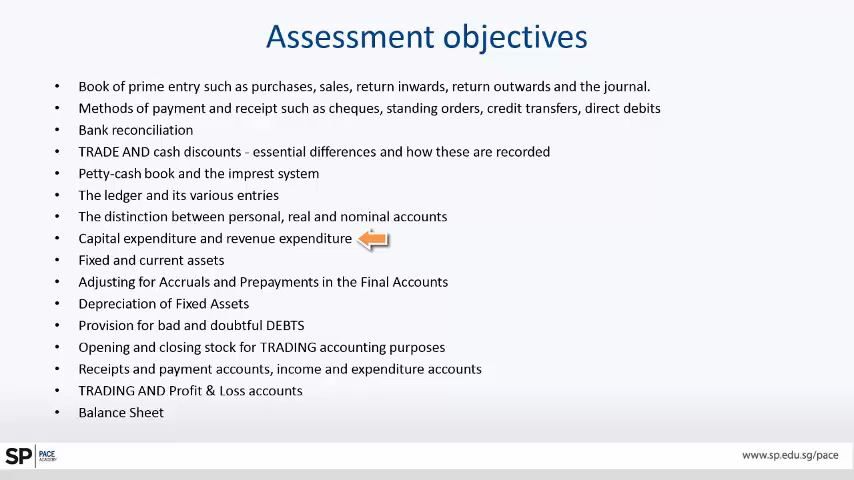 Assessment objectives
• Book of prime entry such as purchases, sales, return inwards, return outwards and the journal.
• Methods of payment and receipt such as cheques, standing orders, credit transfers, direct debits
• Bank reconciliation
• TRADE AND cash discounts - essential differences and how these are recorded
• Petty-cash book and the imprest system
• The ledger and its various entries
• The distinction between personal, real and nominal accounts
• Capital expenditure and revenue expenditure
• Fixed and current assets
• Adjusting for Accruals and Prepayments in the Final Accounts
• Depreciation of Fixed Assets
• Provision for bad and doubtful DEBTS
• Opening and closing stock for TRADING accounting purposes
• Receipts and payment accounts, income and expenditure accounts
• TRADING AND Profit & Loss accounts
• Balance Sheet
SP PACE
ACADEMY
www.sp.edu.sg/pace